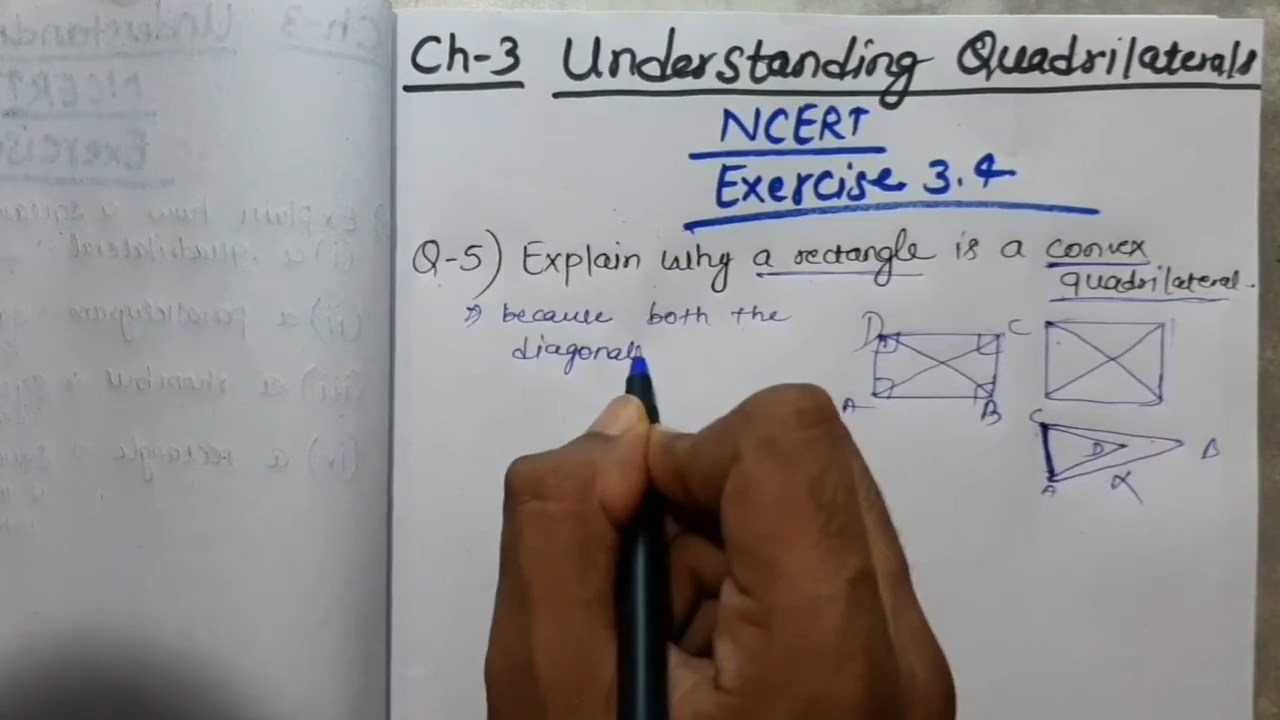 Ch-3 Understanding Quadrilaterals
NCERT
Exercise 3.4
Q-5) Explain why a rectangle is a convex
quadrilateral.
⇒ because both the
diagonals
D C
A B
C
D B
A